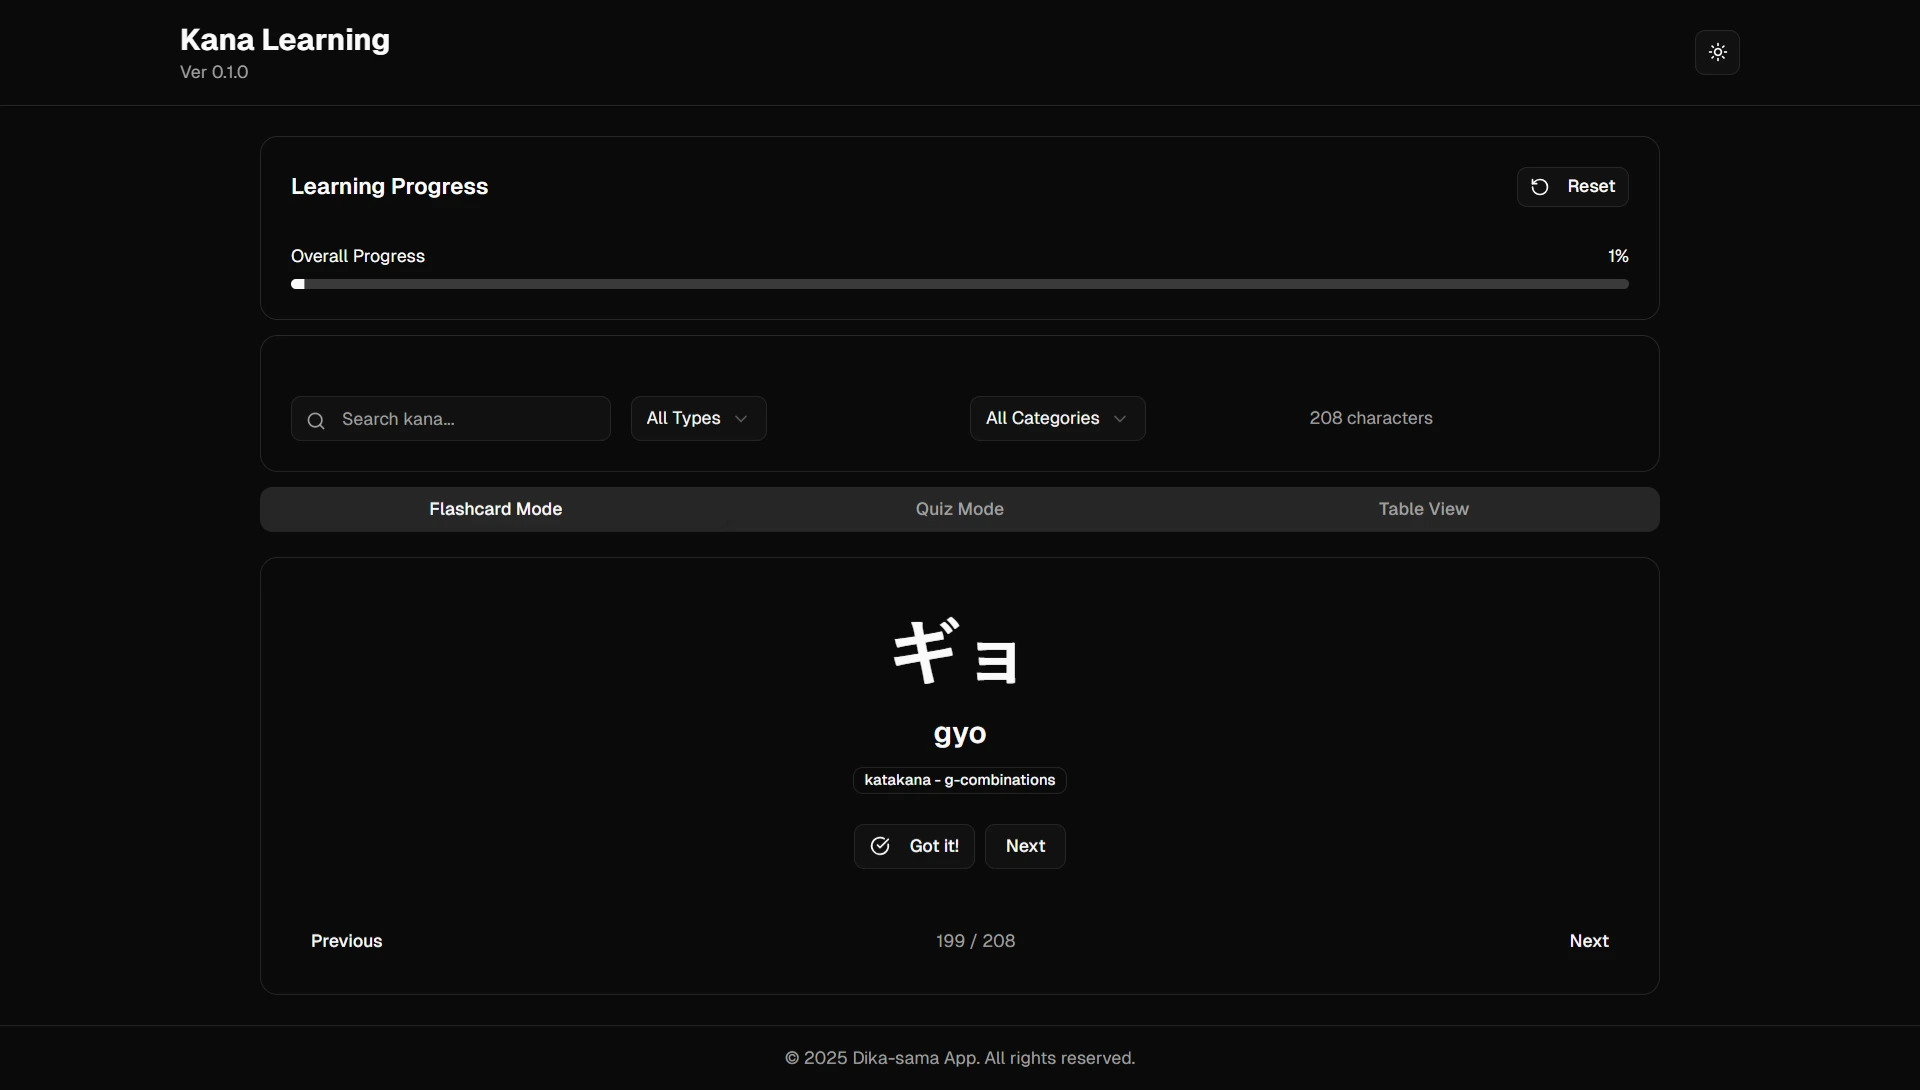 Kana Learning
Ver 0.1.0
Learning Progress
Reset
Overall Progress
1%
Search kana...
All Types
All Categories
208 characters
Flashcard Mode
Quiz Mode
Table View
ギョ
gyo
katakana - g-combinations
Got it!
Next
Previous
199 / 208
Next
© 2025 Dika-sama App. All rights reserved.